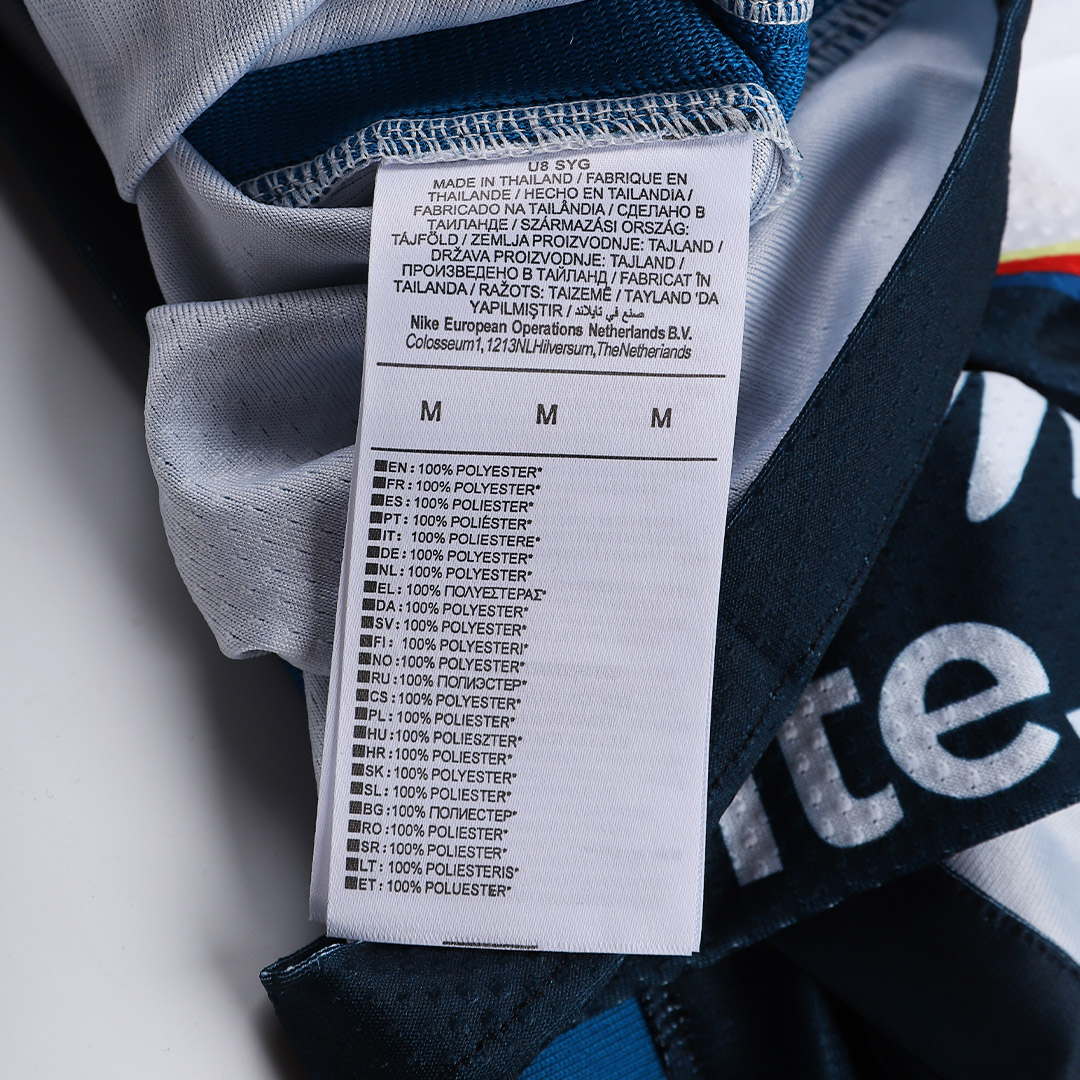 U8 SYG
MADE IN THAILAND / FABRIQUE EN
THAILANDE / HECHO EN TAILANDIA /
FABRICADO NA TAILÂNDIA / СДЕЛАНО В
ТАИЛАНДЕ / SZÁRMAZÁSI ORSZÁG:
TÁJFÖLD / ZEMLJA PROIZVODNJE: TAJLAND /
DRŽAVA PROIZVODNJE: TAJLAND /
ПРОИЗВЕДЕНО В ТАЙЛАНД / FABRICAT ÎN
TAILANDA / RAŽOTS: TAIZEMĒ / TAYLAND 'DA
YAPILMIŞTIR / صنع في تايلاند
Nike European Operations Netherlands B.V.
Colosseum1, 1213NLHilversum,TheNetherlands
M M M
EN : 100% POLYESTER*
FR : 100% POLYESTER*
ES : 100% POLIESTER*
PT : 100% POLIÉSTER*
IT: 100% POLIESTERE*
DE : 100% POLYESTER*
NL : 100% POLYESTER*
EL : 100% ΠΟΛΥΕΣΤΕΡΑΣ*
DA : 100% POLYESTER*
SV : 100% POLYESTER*
FI : 100% POLYESTERI*
NO : 100% POLYESTER*
RU : 100% ПОЛИЭСТЕР*
CS : 100% POLYESTER*
PL : 100% POLIESTER*
HU : 100% POLIESZTER*
HR : 100% POLIESTER*
SK : 100% POLYESTER*
SL : 100% POLIESTER*
BG : 100% ПОЛИЕСТЕР*
RO : 100% POLIESTER*
SR : 100% POLIESTER*
LT : 100% POLIESTERIS*
ET : 100% POLUESTER*
ite